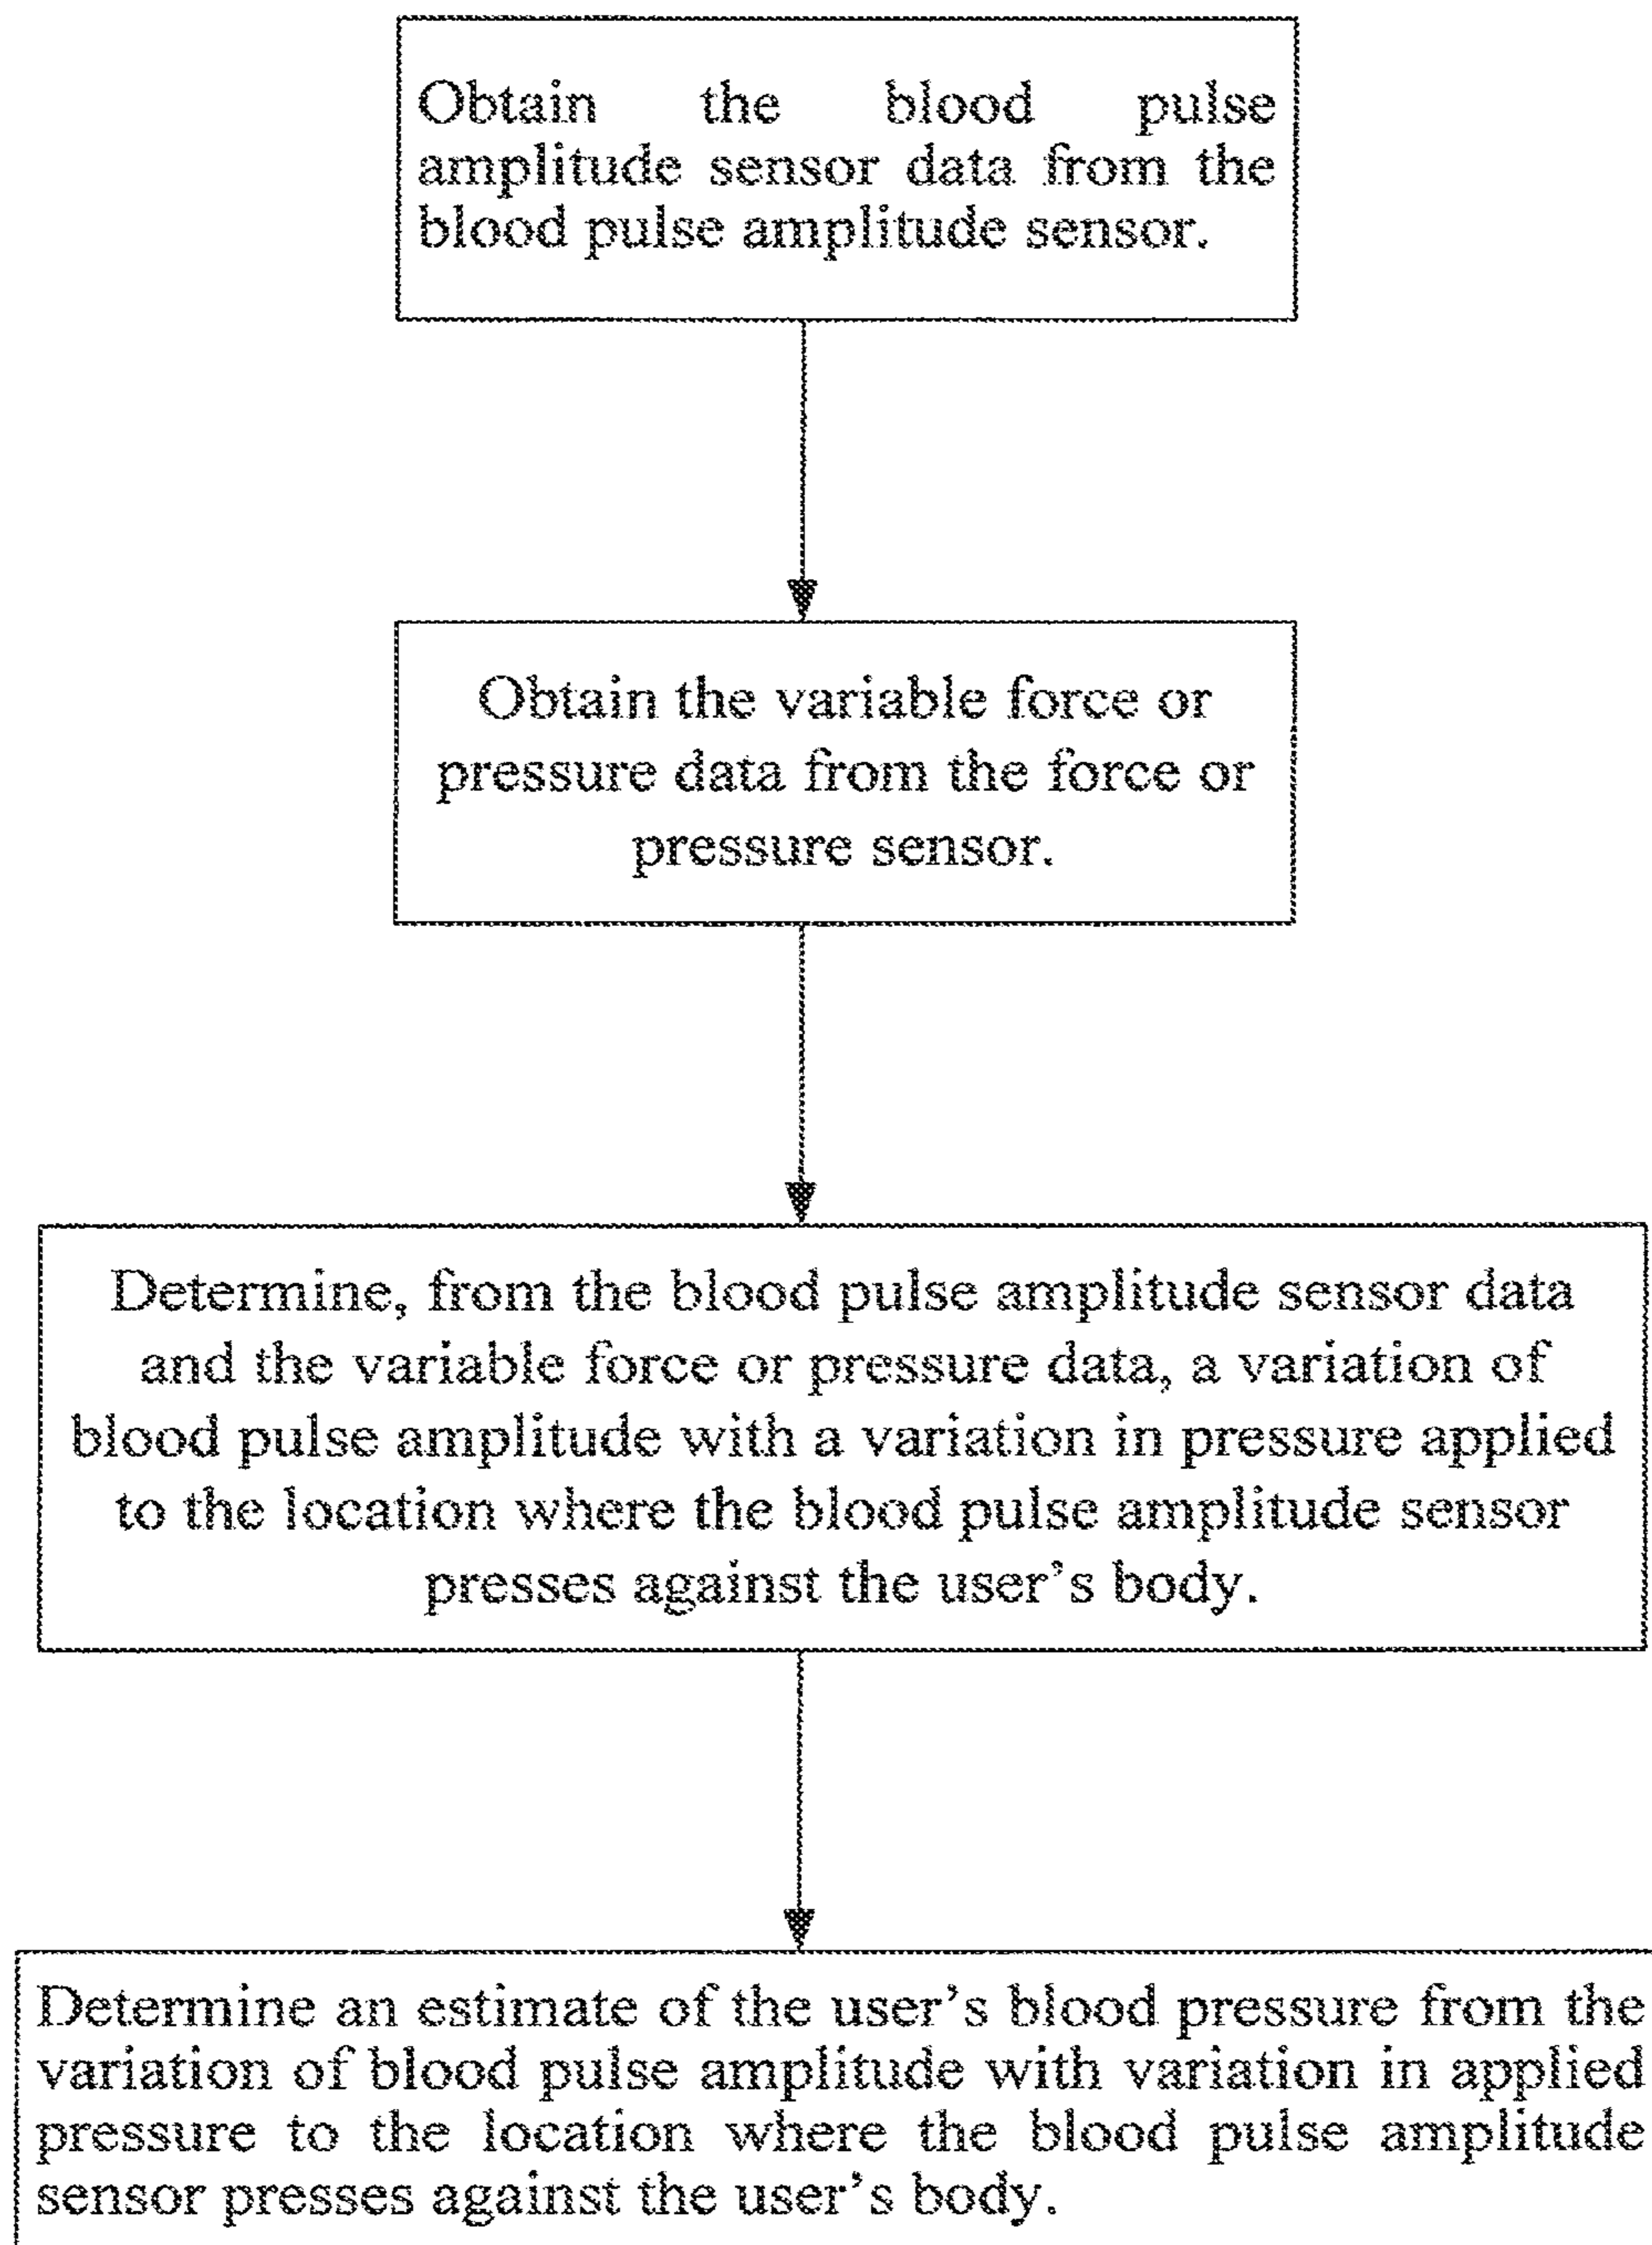 Obtain the blood pulse
amplitude sensor data from the
blood pulse amplitude sensor.
Obtain the variable force or
pressure data from the force or
pressure sensor.
Determine, from the blood pulse amplitude sensor data
and the variable force or pressure data, a variation of
blood pulse amplitude with a variation in pressure applied
to the location where the blood pulse amplitude sensor
presses against the user's body.
Determine an estimate of the user's blood pressure from the
variation of blood pulse amplitude with variation in applied
pressure to the location where the blood pulse amplitude
sensor presses against the user's body.